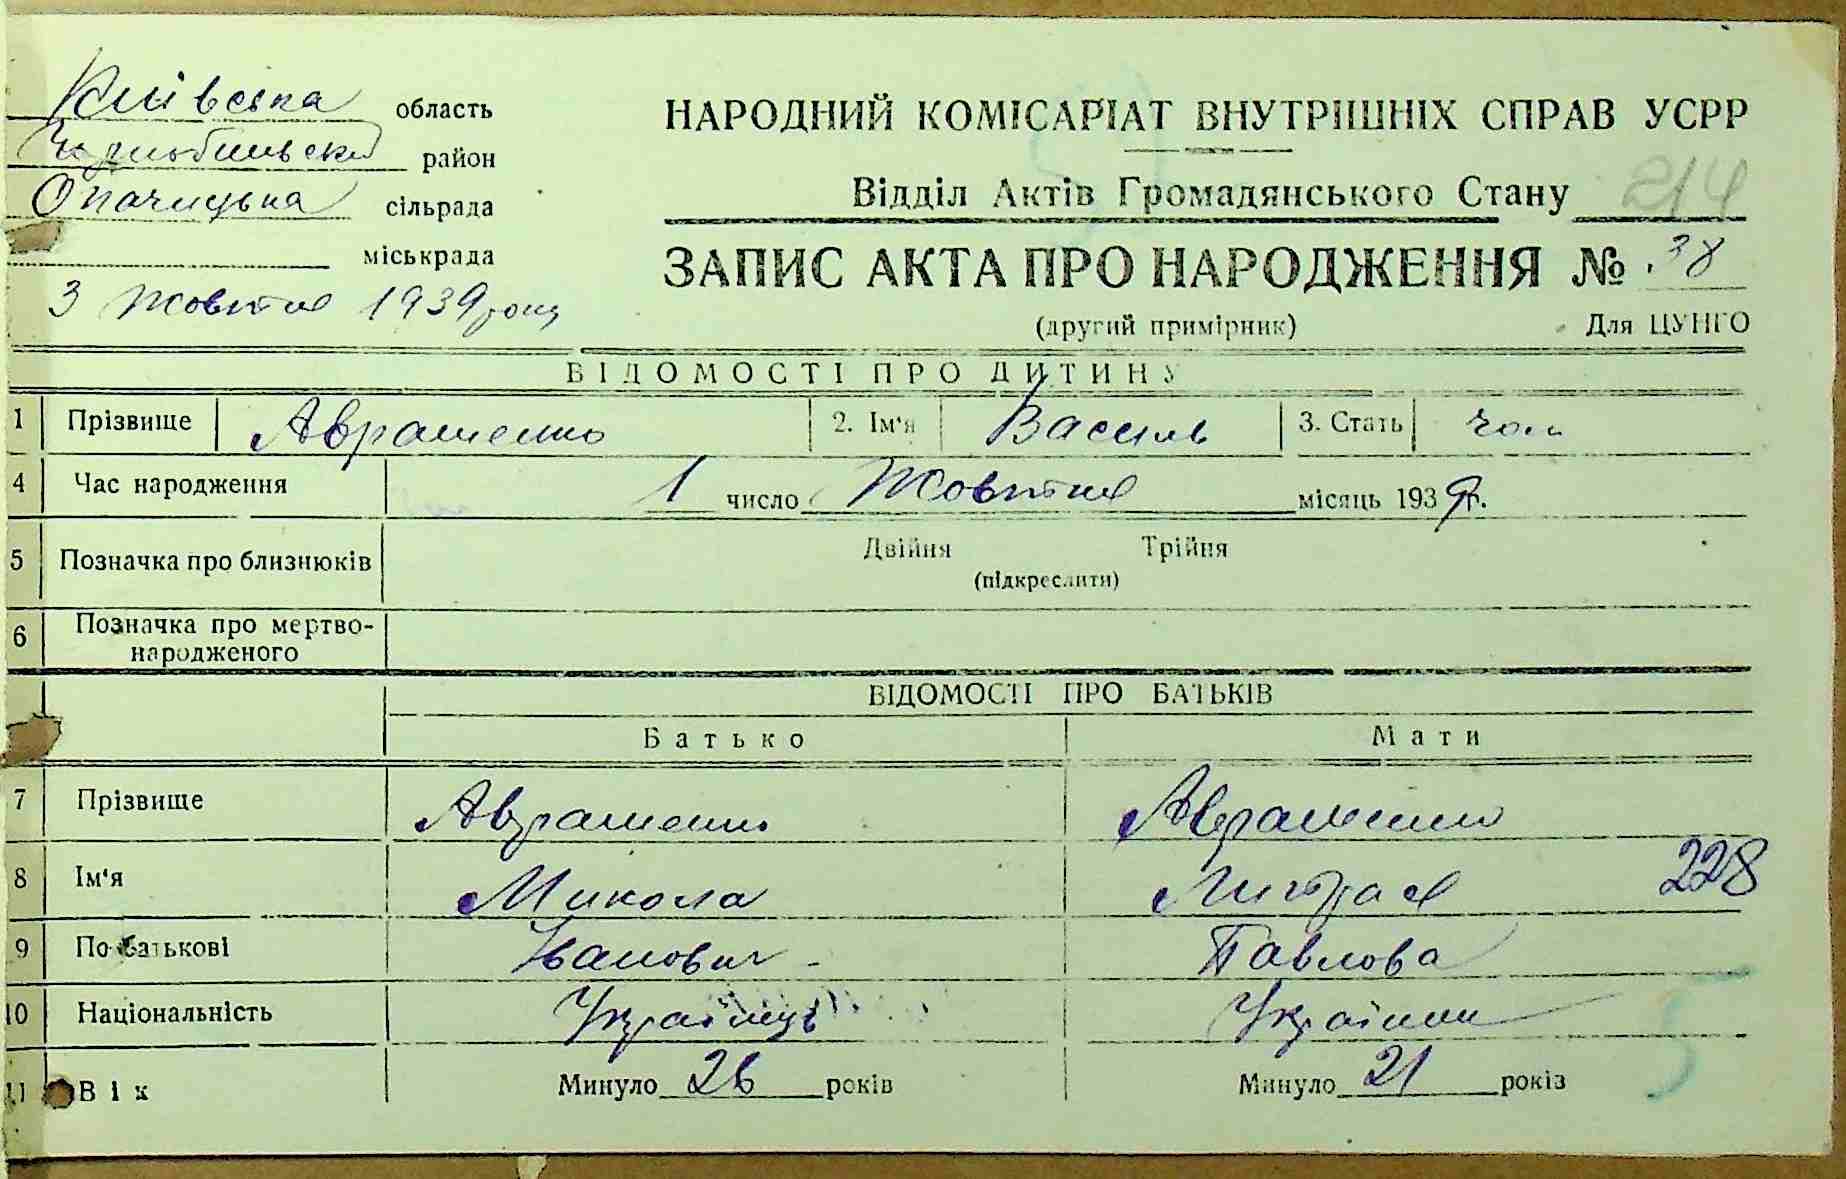 Київська область
Чорнобильський район
Опачицька сільрада
міськрада
3 Жовтня 1939 року
НАРОДНИЙ КОМІСАРІАТ ВНУТРІШНІХ СПРАВ УСРР
Відділ Актів Громадянського Стану 214
ЗАПИС АКТА ПРО НАРОДЖЕННЯ № 38
(другий примірник) Для ЦУНГО
ВІДОМОСТІ ПРО ДИТИНУ
1 Прізвище Авраменко 2. Ім'я Василь 3. Стать чол
4 Час народження 1 число Жовтня місяць 1939 г.
5 Позначка про близнюків Двійня Трійня
(підкреслити)
6 Позначка про мертво-
народженого
ВІДОМОСТІ ПРО БАТЬКІВ
Батько Мати
7 Прізвище Авраменко Авраменко
8 Ім'я Микола 228
9 По батькові Іванович Павлова
10 Національність Українець Українка
11 Вік Минуло 26 років Минуло 21 років
5